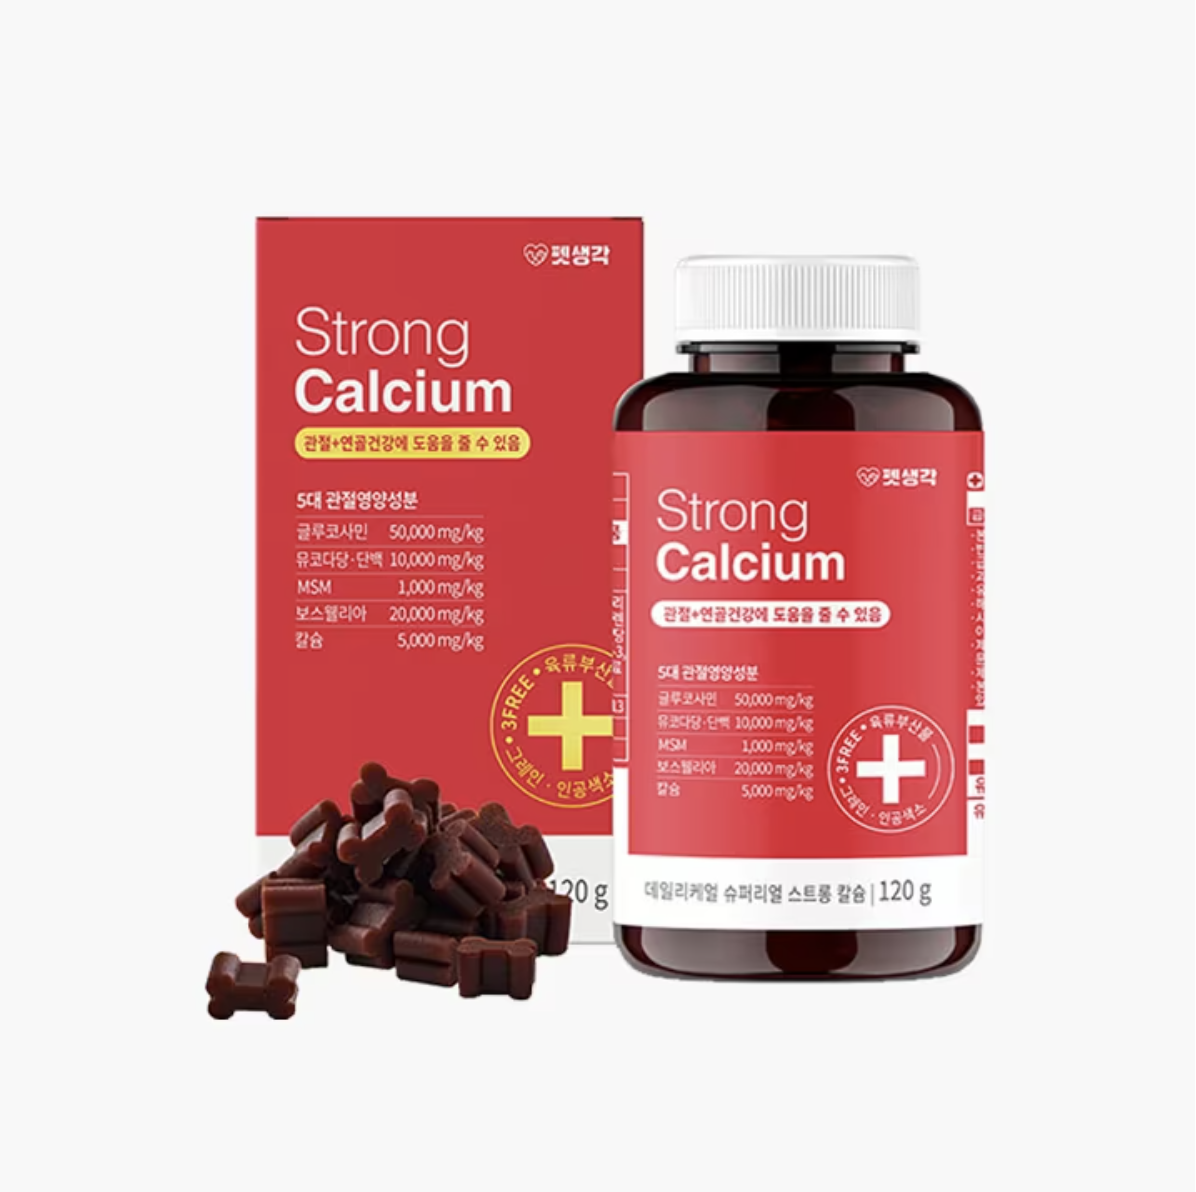 펫생각
Strong
Calcium
관절+연골건강에 도움을 줄 수 있음
5대 관절영양성분
글루코사민 50,000 mg/kg
뮤코다당·단백 10,000 mg/kg
MSM 1,000 mg/kg
보스웰리아 20,000 mg/kg
칼슘 5,000 mg/kg
3FREE • 육류부산
그레인 · 인공색소
120 g
펫생각
Strong
Calcium
관절+연골건강에 도움을 줄 수 있음
5대 관절영양성분
글루코사민 50,000 mg/kg
뮤코다당·단백 10,000 mg/kg
MSM 1,000 mg/kg
보스웰리아 20,000 mg/kg
칼슘 5,000 mg/kg
3FREE • 육류부산물
그레인 · 인공색소
데일리케얼 슈퍼리얼 스트롱 칼슘 | 120 g